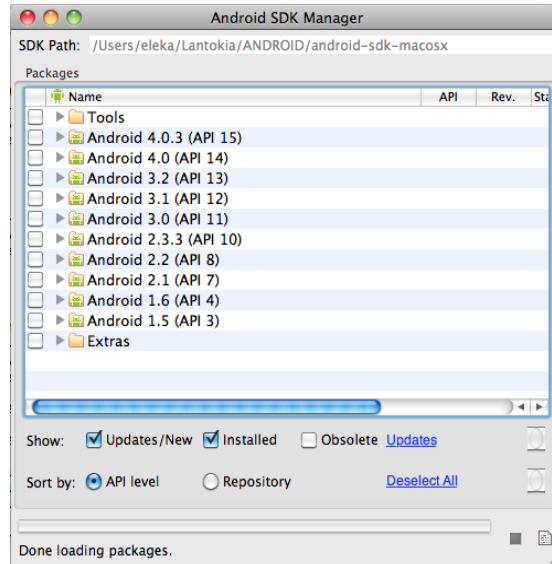 Android SDK Manager
SDK Path: /Users/eleka/Lantokia/ANDROID/android-sdk-macosx
Packages
Name API Rev. Sta
Tools
Android 4.0.3 (API 15)
Android 4.0 (API 14)
Android 3.2 (API 13)
Android 3.1 (API 12)
Android 3.0 (API 11)
Android 2.3.3 (API 10)
Android 2.2 (API 8)
Android 2.1 (API 7)
Android 1.6 (API 4)
Android 1.5 (API 3)
Extras
Show: Updates/New Installed Obsolete Updates
Sort by: API level Repository Deselect All
Done loading packages.